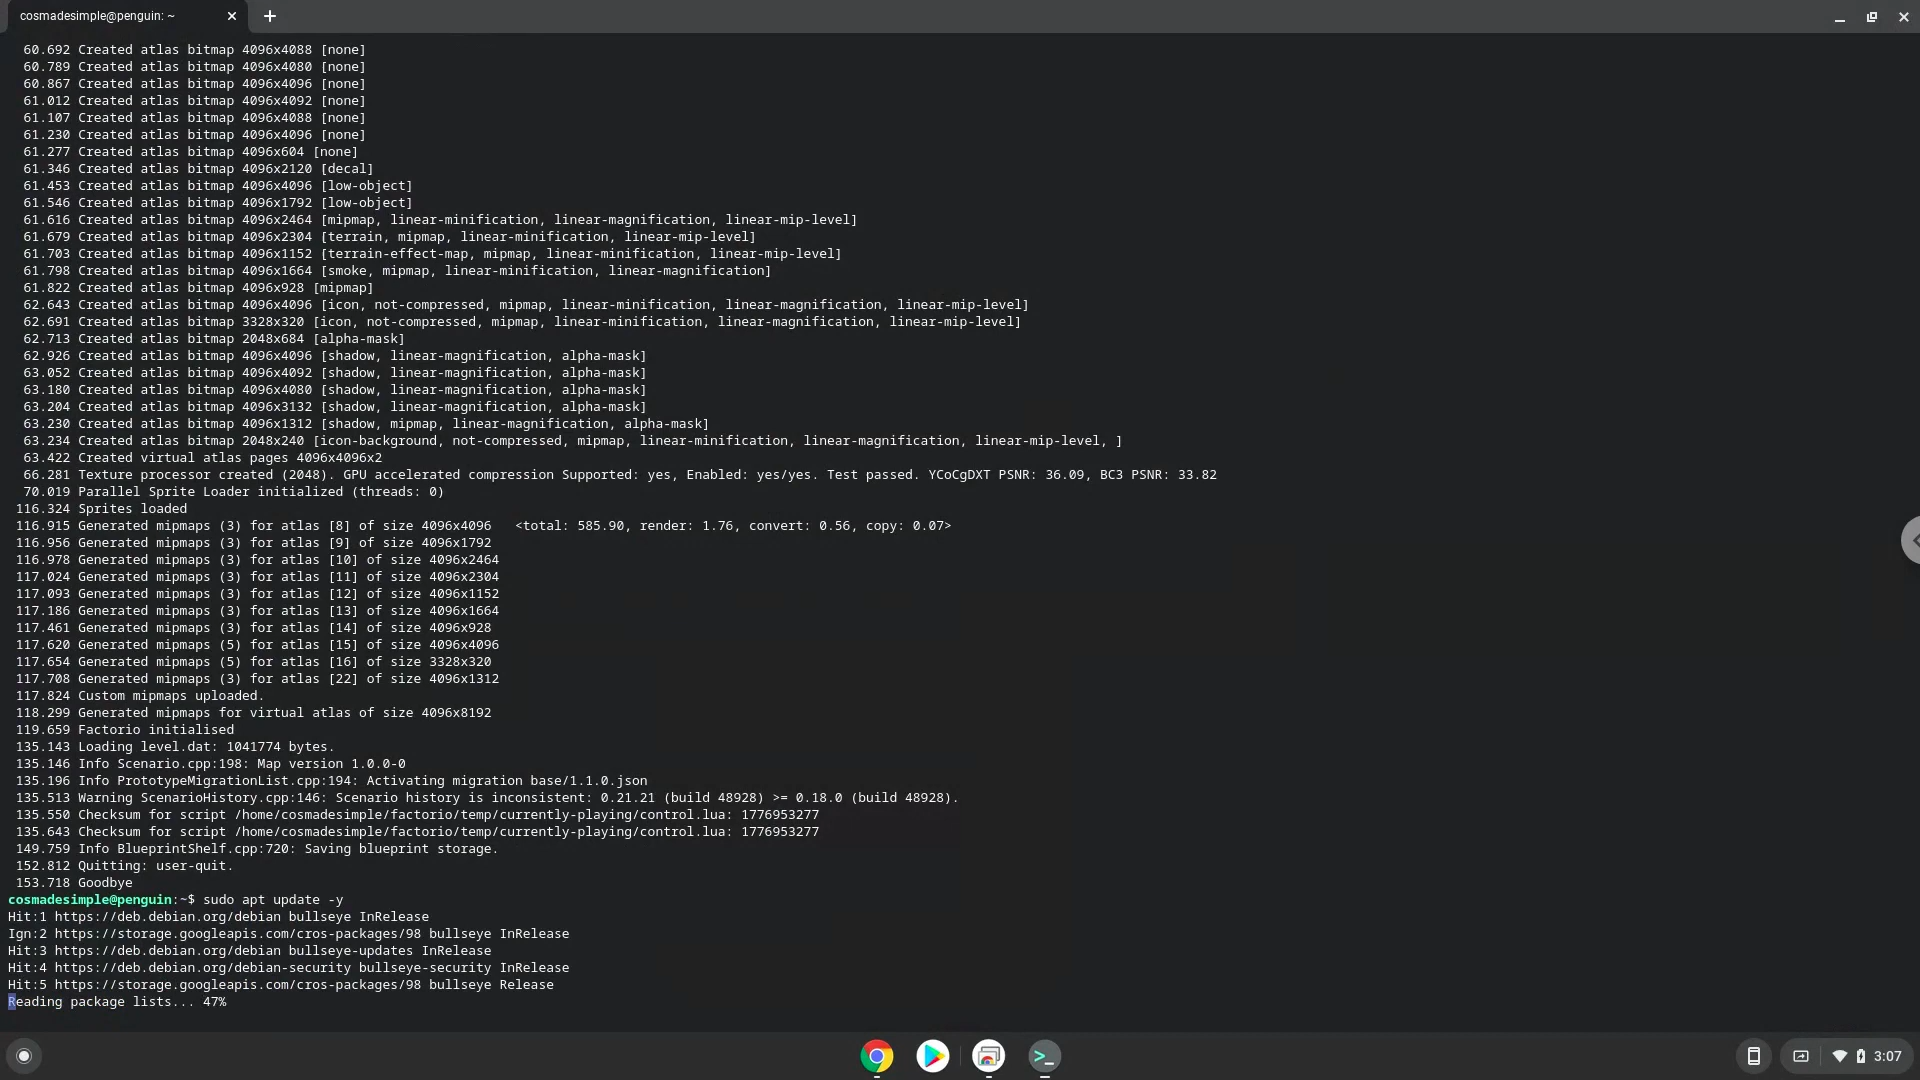 cosmadesimple@penguin: ~
60.692 Created atlas bitmap 4096x4088 [none]
60.789 Created atlas bitmap 4096x4080 [none]
60.867 Created atlas bitmap 4096x4096 [none]
61.012 Created atlas bitmap 4096x4092 [none]
61.107 Created atlas bitmap 4096x4088 [none]
61.230 Created atlas bitmap 4096x4096 [none]
61.277 Created atlas bitmap 4096x604 [none]
61.346 Created atlas bitmap 4096x2120 [decal]
61.453 Created atlas bitmap 4096x4096 [low-object]
61.546 Created atlas bitmap 4096x1792 [low-object]
61.616 Created atlas bitmap 4096x2464 [mipmap, linear-minification, linear-magnification, linear-mip-level]
61.679 Created atlas bitmap 4096x2304 [terrain, mipmap, linear-minification, linear-mip-level]
61.703 Created atlas bitmap 4096x1152 [terrain-effect-map, mipmap, linear-minification, linear-mip-level]
61.798 Created atlas bitmap 4096x1664 [smoke, mipmap, linear-minification, linear-magnification]
61.822 Created atlas bitmap 4096x928 [mipmap]
62.643 Created atlas bitmap 4096x4096 [icon, not-compressed, mipmap, linear-minification, linear-magnification, linear-mip-level]
62.691 Created atlas bitmap 3328x320 [icon, not-compressed, mipmap, linear-minification, linear-magnification, linear-mip-level]
62.713 Created atlas bitmap 2048x684 [alpha-mask]
62.926 Created atlas bitmap 4096x4096 [shadow, linear-magnification, alpha-mask]
63.052 Created atlas bitmap 4096x4092 [shadow, linear-magnification, alpha-mask]
63.180 Created atlas bitmap 4096x4080 [shadow, linear-magnification, alpha-mask]
63.204 Created atlas bitmap 4096x3132 [shadow, linear-magnification, alpha-mask]
63.230 Created atlas bitmap 4096x1312 [shadow, mipmap, linear-magnification, alpha-mask]
63.234 Created atlas bitmap 2048x240 [icon-background, not-compressed, mipmap, linear-minification, linear-magnification, linear-mip-level, ]
63.422 Created virtual atlas pages 4096x4096x2
66.281 Texture processor created (2048). GPU accelerated compression Supported: yes, Enabled: yes/yes. Test passed. YCoCgDXT PSNR: 36.09, BC3 PSNR: 33.82
70.019 Parallel Sprite Loader initialized (threads: 0)
116.324 Sprites loaded
116.915 Generated mipmaps (3) for atlas [8] of size 4096x4096   <total: 585.90, render: 1.76, convert: 0.56, copy: 0.07>
116.956 Generated mipmaps (3) for atlas [9] of size 4096x1792
116.978 Generated mipmaps (3) for atlas [10] of size 4096x2464
117.024 Generated mipmaps (3) for atlas [11] of size 4096x2304
117.093 Generated mipmaps (3) for atlas [12] of size 4096x1152
117.186 Generated mipmaps (3) for atlas [13] of size 4096x1664
117.461 Generated mipmaps (3) for atlas [14] of size 4096x928
117.620 Generated mipmaps (5) for atlas [15] of size 4096x4096
117.654 Generated mipmaps (5) for atlas [16] of size 3328x320
117.708 Generated mipmaps (3) for atlas [22] of size 4096x1312
117.824 Custom mipmaps uploaded.
118.299 Generated mipmaps for virtual atlas of size 4096x8192
119.659 Factorio initialised
135.143 Loading level.dat: 1041774 bytes.
135.146 Info Scenario.cpp:198: Map version 1.0.0-0
135.196 Info PrototypeMigrationList.cpp:194: Activating migration base/1.1.0.json
135.513 Warning ScenarioHistory.cpp:146: Scenario history is inconsistent: 0.21.21 (build 48928) >= 0.18.0 (build 48928).
135.550 Checksum for script /home/cosmadesimple/factorio/temp/currently-playing/control.lua: 1776953277
135.643 Checksum for script /home/cosmadesimple/factorio/temp/currently-playing/control.lua: 1776953277
149.759 Info BlueprintShelf.cpp:720: Saving blueprint storage.
152.812 Quitting: user-quit.
153.718 Goodbye
cosmadesimple@penguin:~$ sudo apt update -y
Hit:1 https://deb.debian.org/debian bullseye InRelease
Ign:2 https://storage.googleapis.com/cros-packages/98 bullseye InRelease
Hit:3 https://deb.debian.org/debian bullseye-updates InRelease
Hit:4 https://deb.debian.org/debian-security bullseye-security InRelease
Hit:5 https://storage.googleapis.com/cros-packages/98 bullseye Release
Reading package lists... 47%
3:07